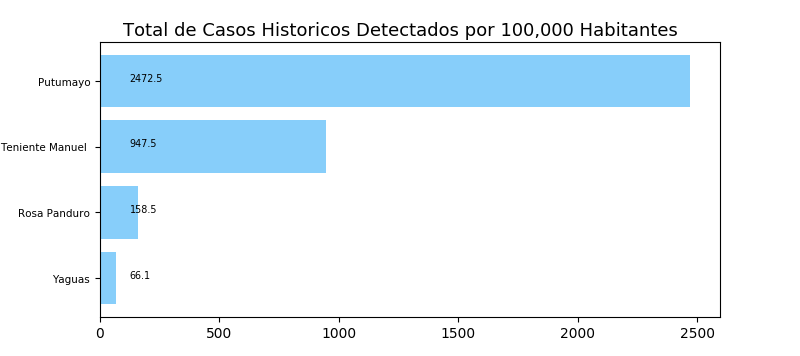 Total de Casos Historicos Detectados por 100,000 Habitantes
Putumayo 2472.5
Teniente Manuel 947.5
Rosa Panduro 158.5
Yaguas 66.1
0 500 1000 1500 2000 2500